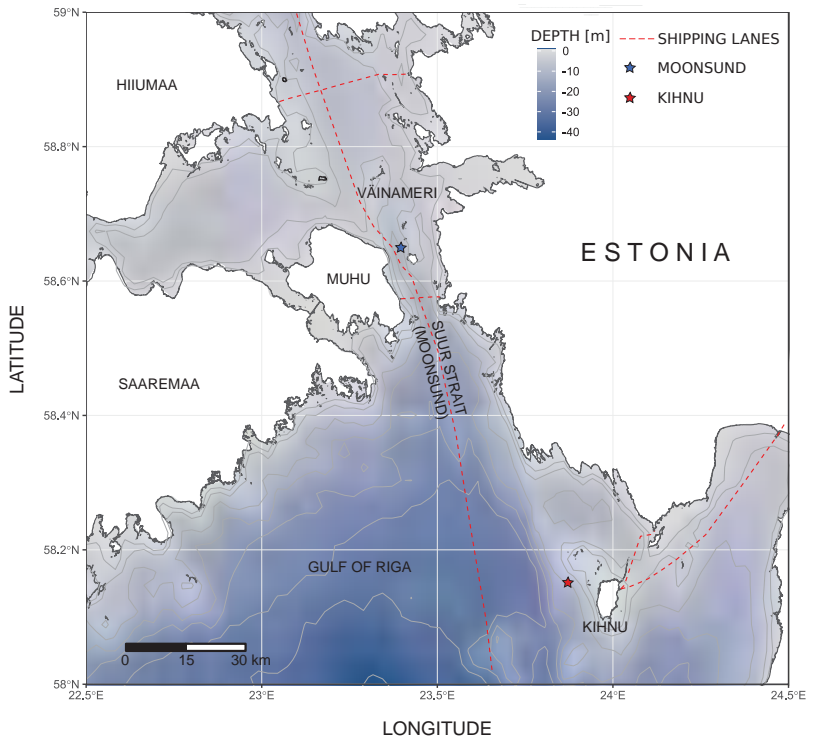 59°N
58.8°N
58.6°N
58.4°N
58.2°N
58°N
LATITUDE
HIIUMAA
DEPTH [m]
0
-10
-20
-30
-40
SHIPPING LANES
MOONSUND
KIHNU
VÄINAMERI
ESTONIA
MUHU
SUUR STRAIT
(MOONSUND)
SAAREMAA
GULF OF RIGA
KIHNU
0
15
30 km
22.5°E
23°E
23.5°E
24°E
24.5°E
LONGITUDE